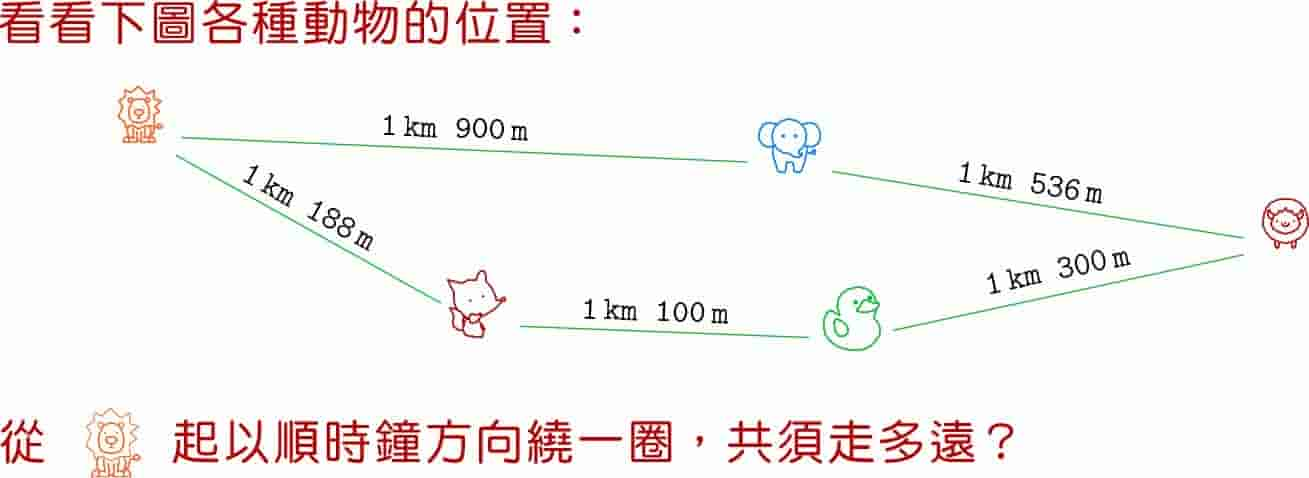 看看下圖各種動物的位置：
1 km 900 m
1 km 536 m
1 km 188 m
1 km 300 m
1 km 100 m
從 起以順時鐘方向繞一圈，共須走多遠？